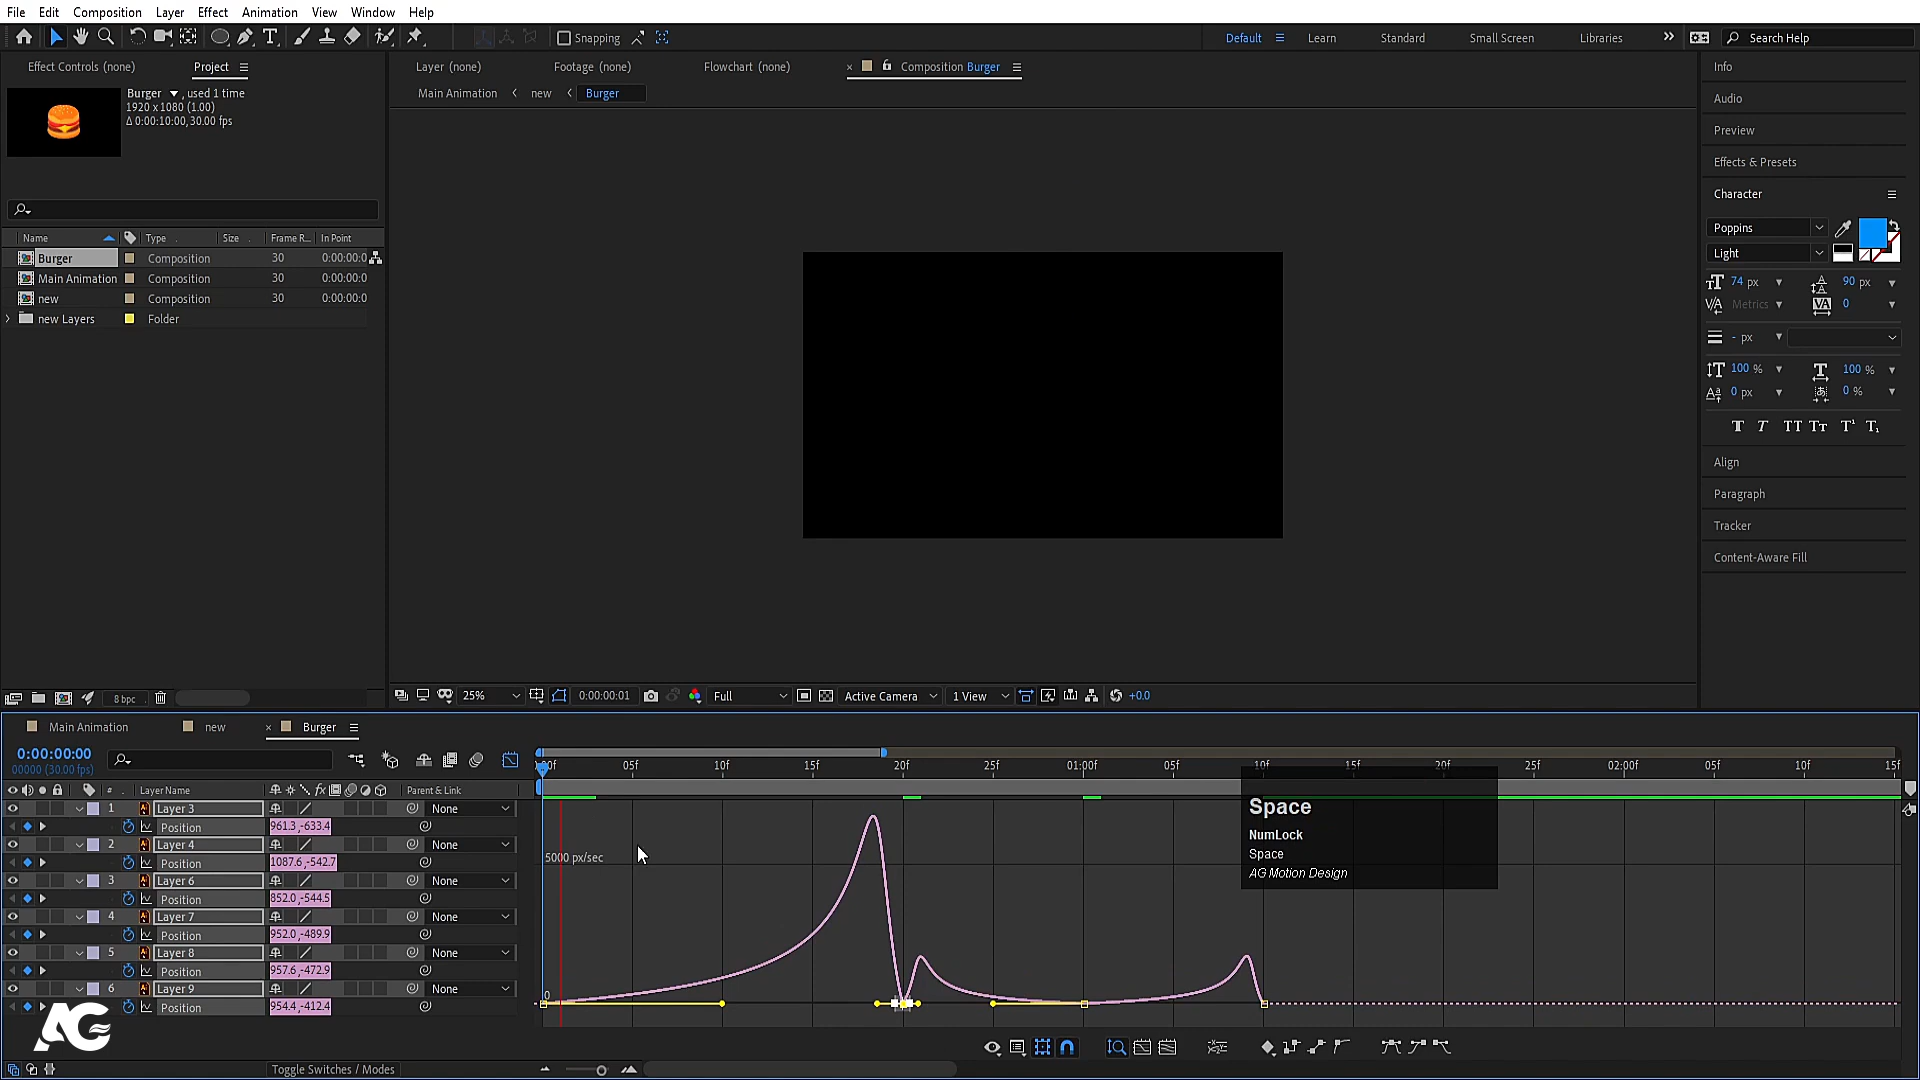 File Edit Composition Layer Effect Animation View Window Help
Snapping Default Learn Standard Small Screen Libraries Search Help
Effect Controls (none) Project
Layer (none) Footage (none) Flowchart (none) Composition Burger
Main Animation new Burger
Burger , used 1 time
1920 x 1080 (1.00)
Δ 0:00:10:00, 30.00 fps
Name Type Size Frame R... In Point
Burger Composition 30 0:00:00:0
Main Animation Composition 30 0:00:00:0
new Composition 30 0:00:00:0
new Layers Folder
8 bpc
25% 0:00:00:01 Full Active Camera 1 View +0.0
Info
Audio
Preview
Effects & Presets
Character
Poppins
Light
74 px 90 px
Metrics 0
- px
100 % 100 %
0 px 0 %
T T TT Tt T¹ T₁
Align
Paragraph
Tracker
Content-Aware Fill
Main Animation new Burger
0:00:00:00
00000 (30.00 fps)
# Layer Name fx Parent & Link
1 Layer 3 None
Position 961.3,-633.4
2 Layer 4 None
Position 1087.6,-542.7
3 Layer 6 None
Position 852.0,-544.5
4 Layer 7 None
Position 952.0,-489.9
5 Layer 8 None
Position 957.6,-472.9
6 Layer 9 None
Position 954.4,-412.4
:00f 05f 10f 15f 20f 25f 01:00f 05f 10f 15f 20f 25f 02:00f 05f 10f 15f
5000 px/sec
0
Space
NumLock
Space
AG Motion Design
AG
Toggle Switches / Modes